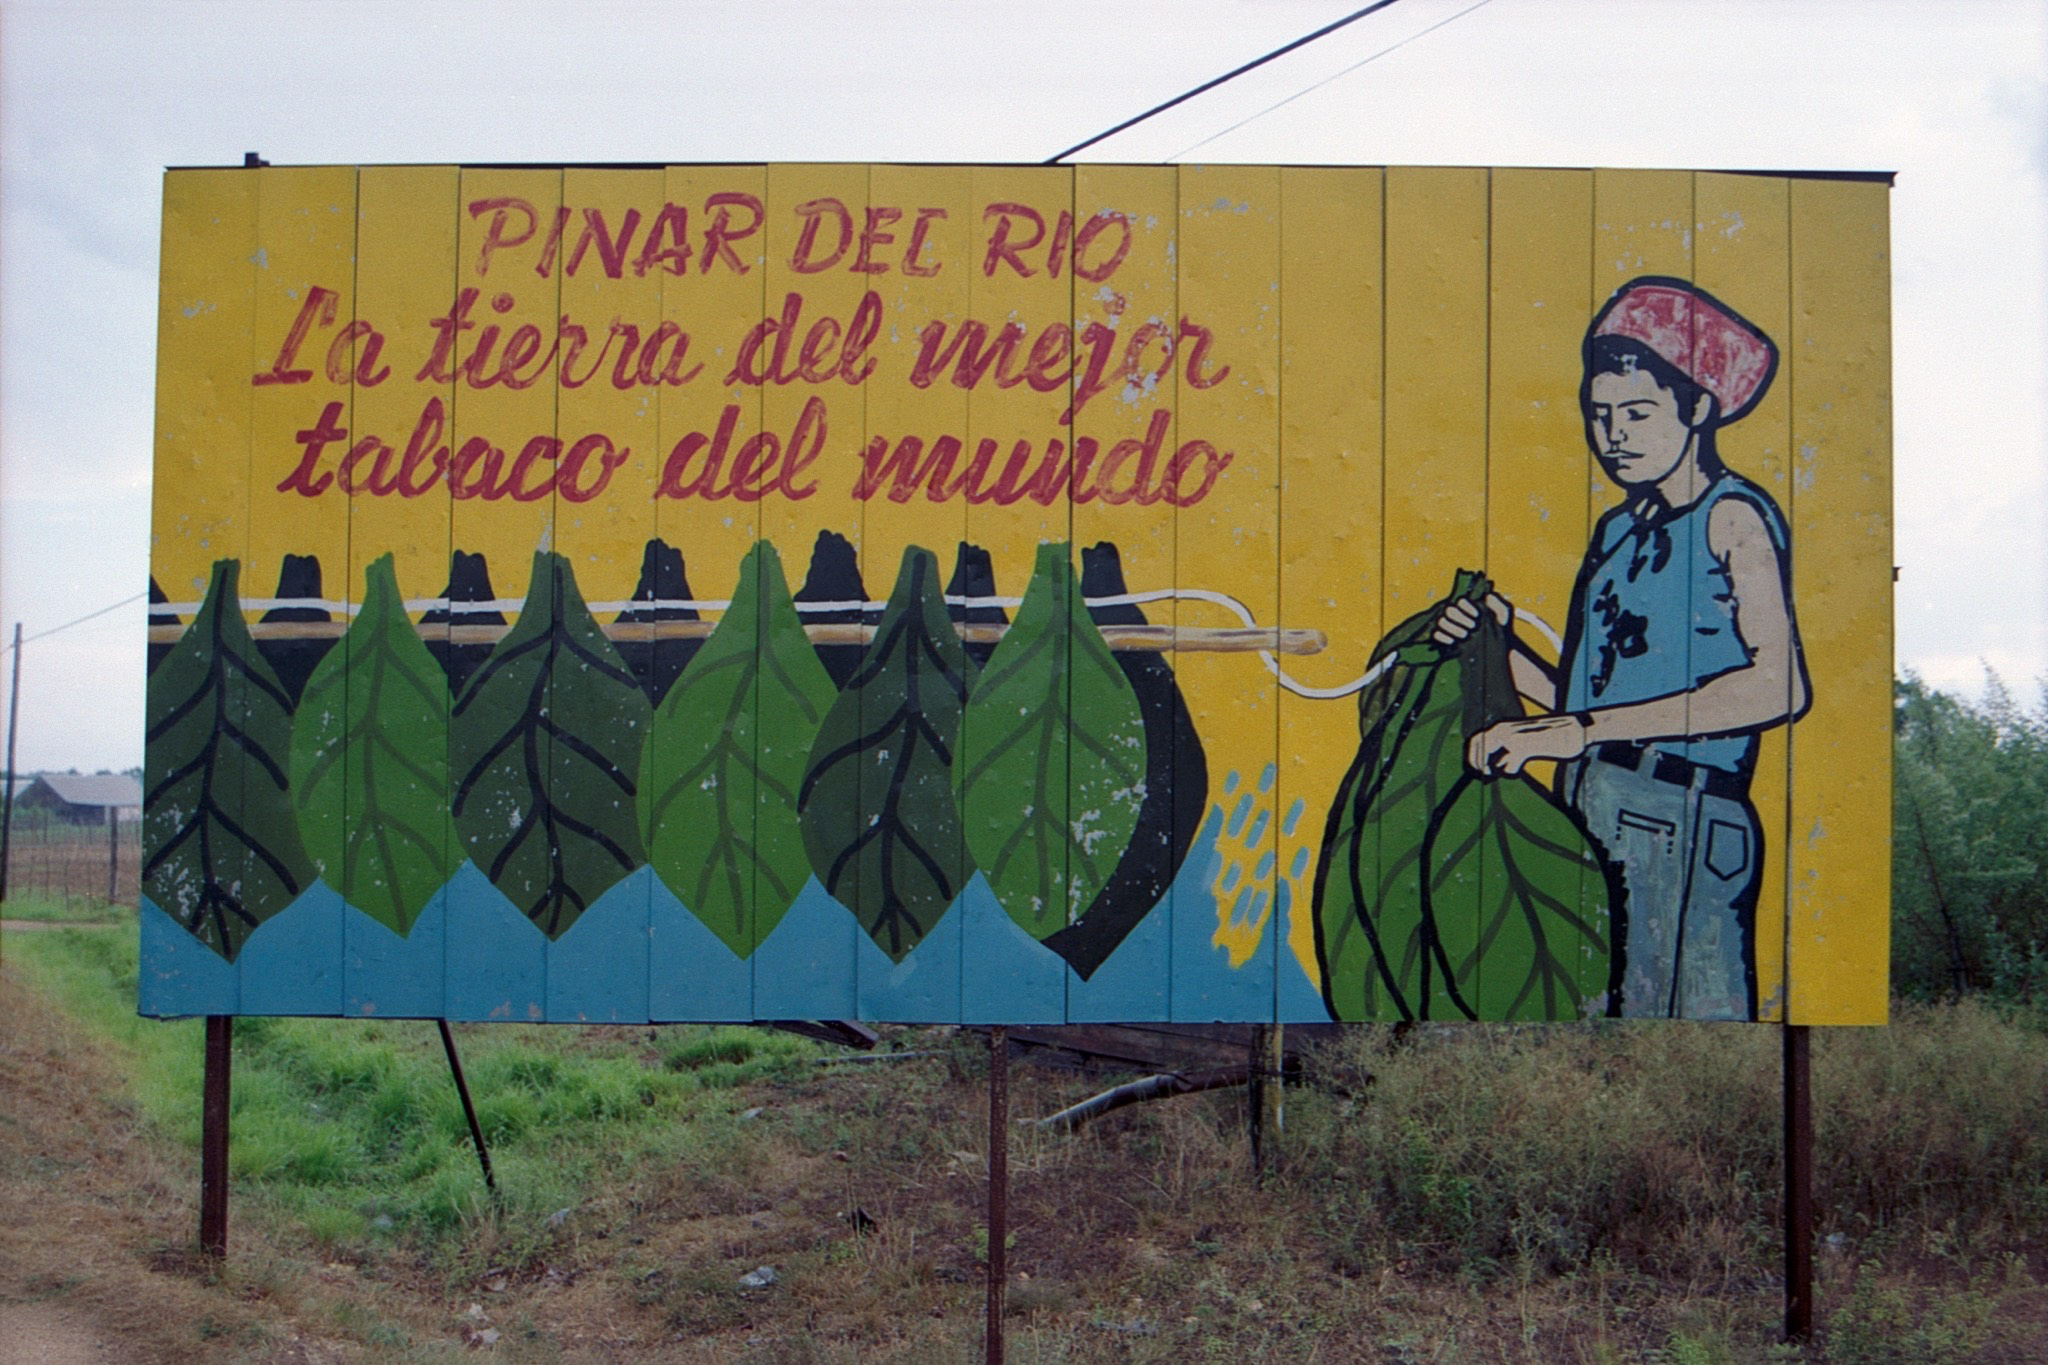 PINAR DEL RIO
La tierra del mejor
tabaco del mundo